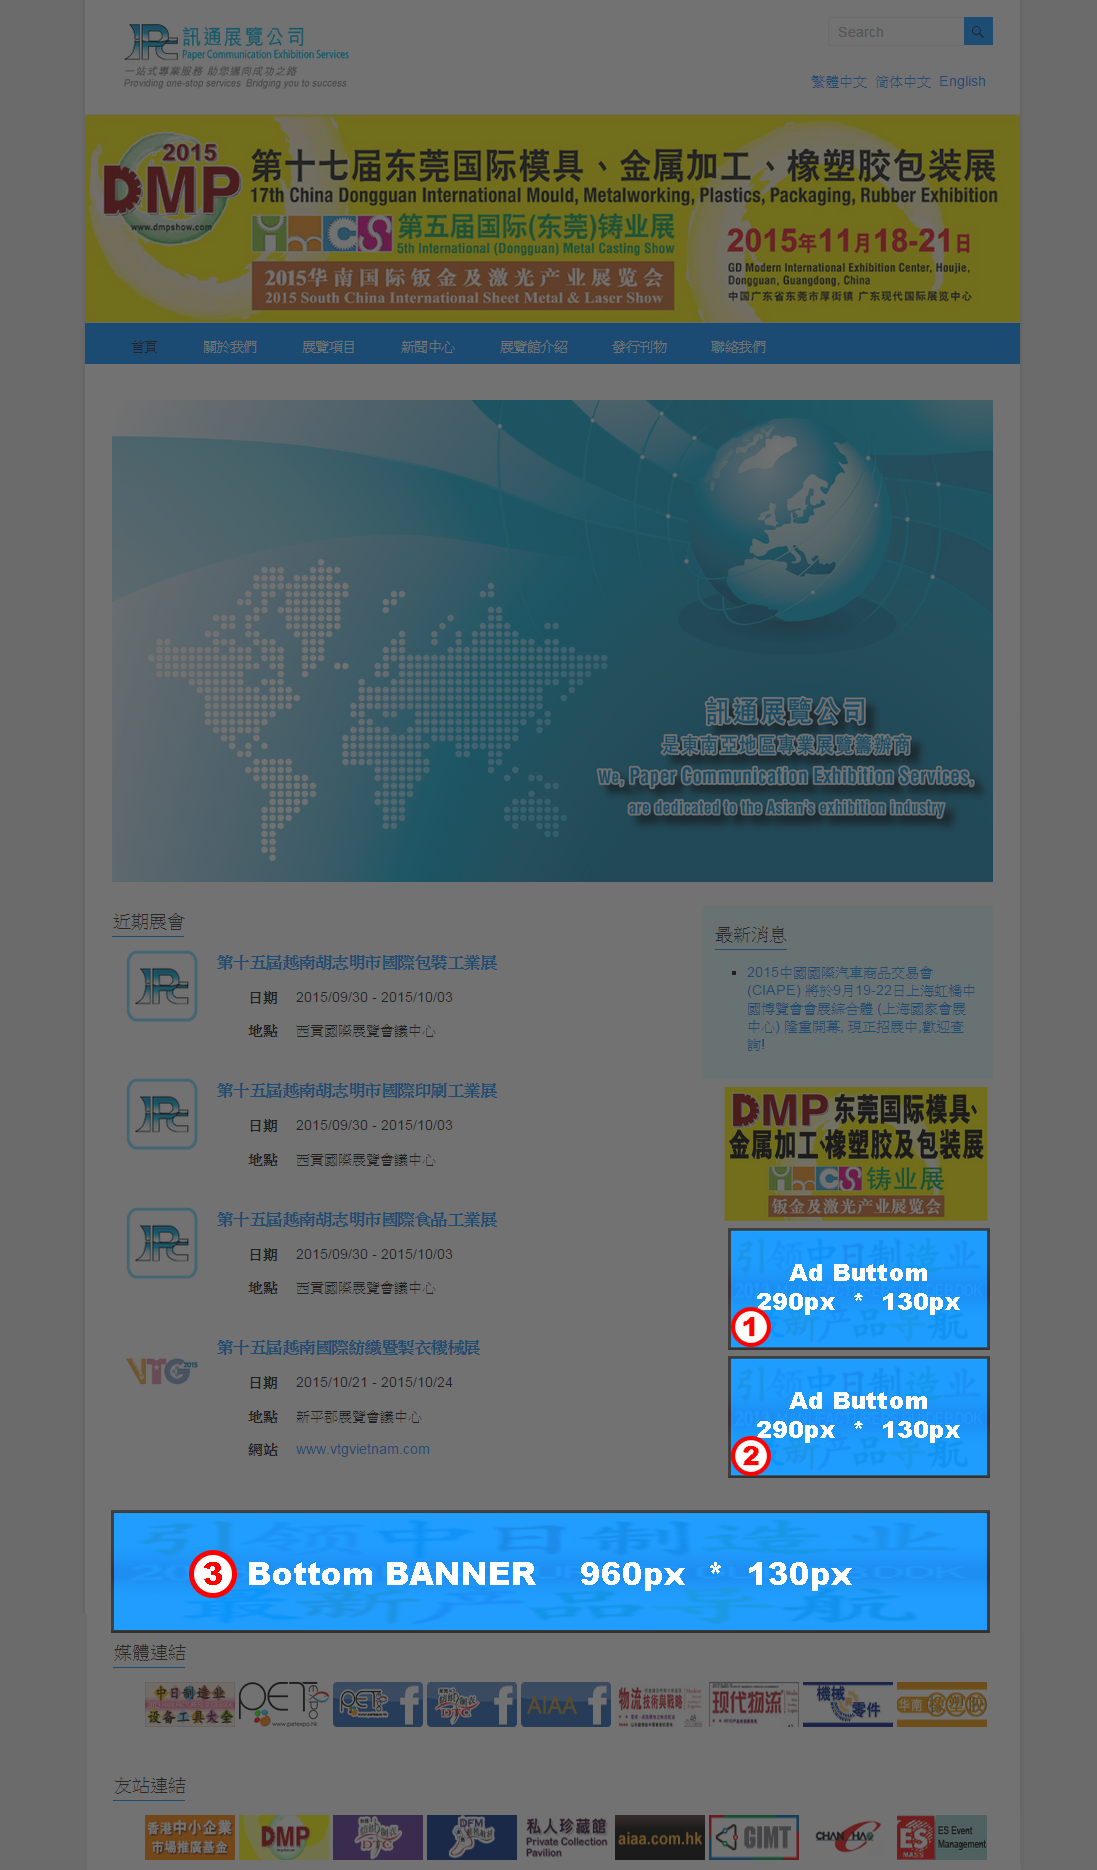 訊通展覽公司
Paper Communication Exhibition Services
一站式專業服務 助您邁向成功之路
Providing one-stop services Bridging you to success
Search
繁體中文 简体中文 English
2015
DMP
www.dmpshow.com
第十七届东莞国际模具、金属加工、橡塑胶包装展
17th China Dongguan International Mould, Metalworking, Plastics, Packaging, Rubber Exhibition
imCS 第五届国际(东莞)铸业展
5th International (Dongguan) Metal Casting Show
2015华南国际钣金及激光产业展览会
2015 South China International Sheet Metal & Laser Show
2015年11月18-21日
GD Modern International Exhibition Center, Houjie,
Dongguan, Guangdong, China
中国广东省东莞市厚街镇 广东现代国际展览中心
首頁 關於我們 展覽項目 新聞中心 展覽館介紹 發行刊物 聯絡我們
訊通展覽公司
是東南亞地區專業展覽籌辦商
We, Paper Communication Exhibition Services,
are dedicated to the Asian's exhibition industry
近期展會
第十五屆越南胡志明市國際包裝工業展
日期 2015/09/30 - 2015/10/03
地點 西貢國際展覽會議中心
第十五屆越南胡志明市國際印刷工業展
日期 2015/09/30 - 2015/10/03
地點 西貢國際展覽會議中心
第十五屆越南胡志明市國際食品工業展
日期 2015/09/30 - 2015/10/03
地點 西貢國際展覽會議中心
VTG 2015
第十五屆越南國際紡織暨製衣機械展
日期 2015/10/21 - 2015/10/24
地點 新平郡展覽會議中心
網站 www.vtgvietnam.com
最新消息
2015中國國際汽車商品交易會
(CIAPE) 將於9月19-22日上海虹橋中
國博覽會會展綜合體 (上海國家會展
中心) 隆重開幕, 現正招展中,歡迎查
詢!
DMP东莞国际模具、
金属加工、橡塑胶及包装展
imCS 铸业展
钣金及激光产业展览会
Ad Buttom
290px * 130px
1
Ad Buttom
290px * 130px
2
3 Bottom BANNER 960px * 130px
媒體連結
中日制造业
设备工具大全
PET EXPO
www.petexpo.hk
PET
DTC
AIAA
物流技術與戰略
现代物流
機械零件
华南橡塑胶
友站連結
香港中小企業
市場推廣基金
DMP
DTC
DFM
私人珍藏館
Private Collection
Pavilion
aiaa.com.hk
GIMT
CHAN CHAO
ES
MASS
ES Event
Management